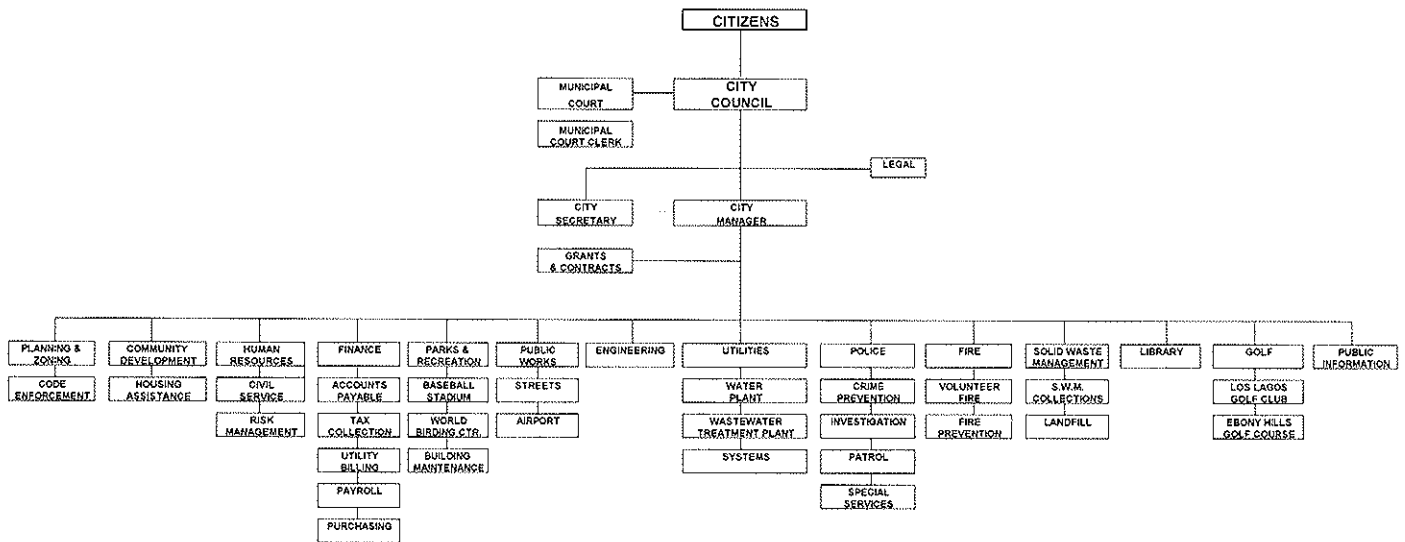 CITIZENS
CITY
COUNCIL
MUNICIPAL
COURT
MUNICIPAL
COURT CLERK
LEGAL
CITY
SECRETARY
CITY
MANAGER
GRANTS
& CONTRACTS
PLANNING &
ZONING
CODE
ENFORCEMENT
COMMUNITY
DEVELOPMENT
HOUSING
ASSISTANCE
HUMAN
RESOURCES
CIVIL
SERVICE
RISK
MANAGEMENT
FINANCE
ACCOUNTS
PAYABLE
TAX
COLLECTION
UTILITY
BILLING
PAYROLL
PURCHASING
PARKS &
RECREATION
BASEBALL
STADIUM
WORLD
BIRDING CTR.
BUILDING
MAINTENANCE
PUBLIC
WORKS
STREETS
AIRPORT
ENGINEERING
UTILITIES
WATER
PLANT
WASTEWATER
TREATMENT PLANT
SYSTEMS
POLICE
CRIME
PREVENTION
INVESTIGATION
PATROL
SPECIAL
SERVICES
FIRE
VOLUNTEER
FIRE
FIRE
PREVENTION
SOLID WASTE
MANAGEMENT
S.W.M.
COLLECTIONS
LANDFILL
LIBRARY
GOLF
LOS LAGOS
GOLF CLUB
EBONY HILLS
GOLF COURSE
PUBLIC
INFORMATION